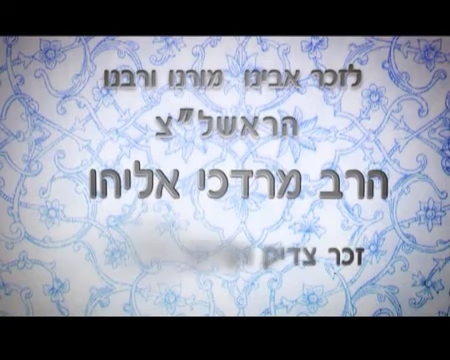 לזכר אבינו מורנו ורבנו
הראשל"צ
הרב מרדכי אליהו
זכר צדיק